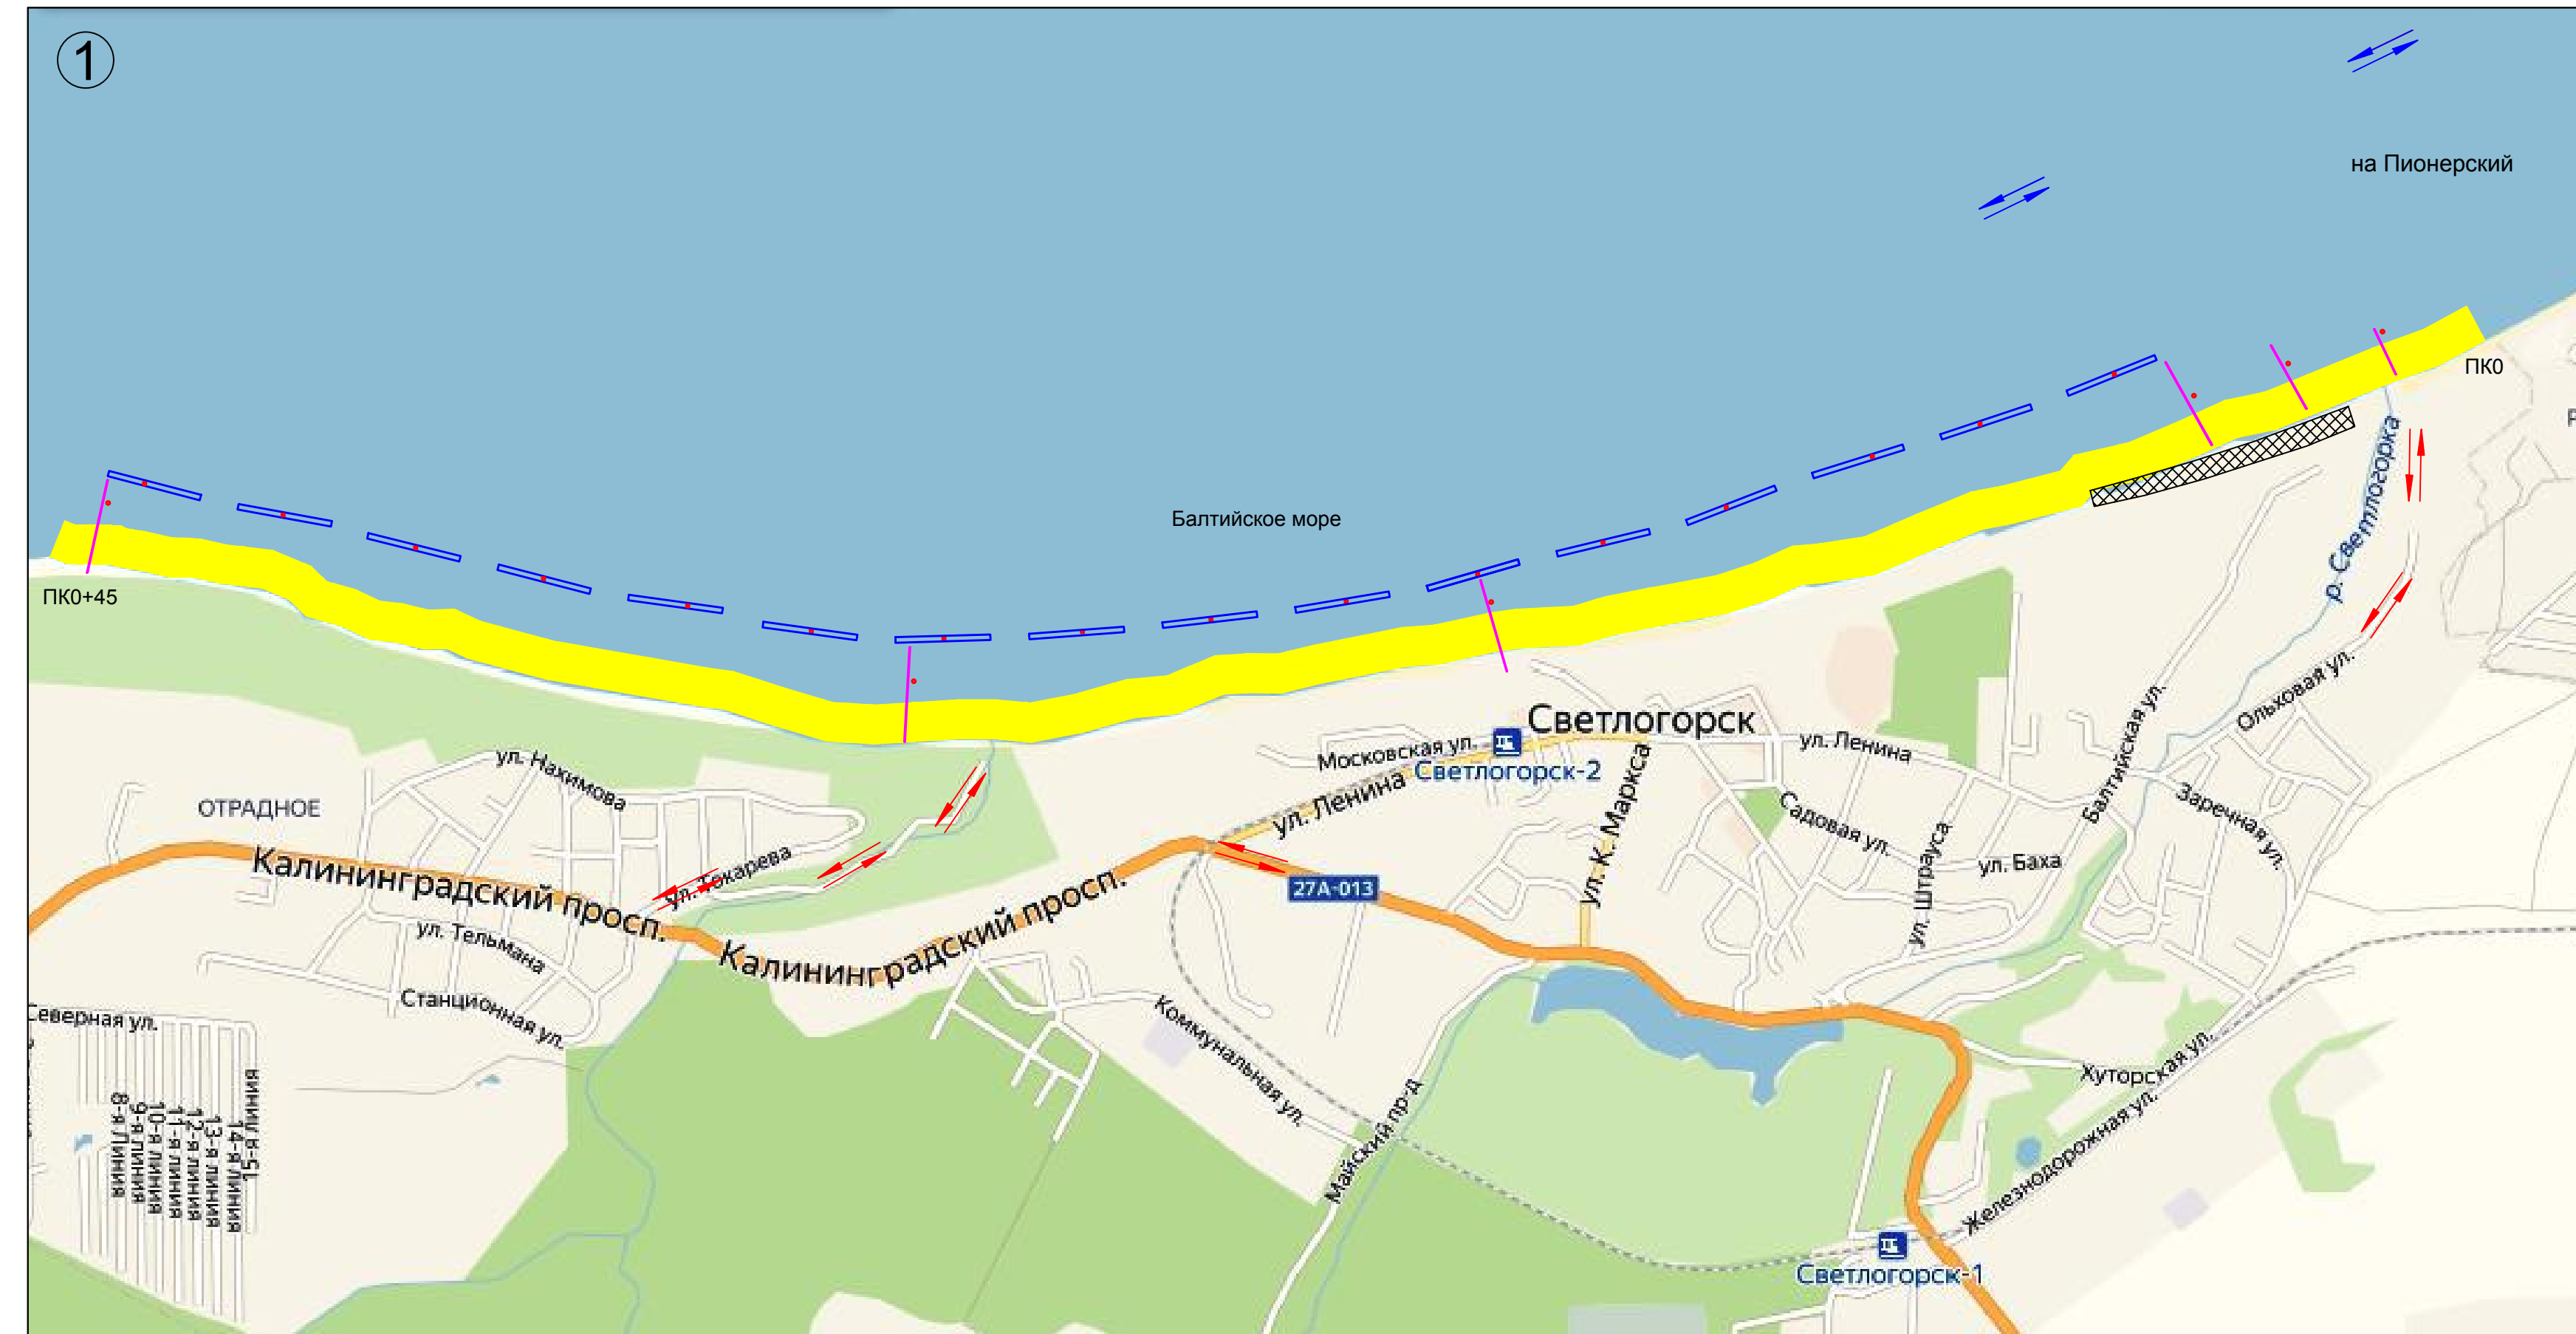 1
на Пионерский
ПК0
Балтийское море
ПК0+45
р. Светлогорка
Ольховая ул.
Светлогорск
Московская ул.
Светлогорск-2
ул. Ленина
ул. Ленина
ул. К. Маркса
Балтийская ул.
Садовая ул.
ул. Штрауса
ул. Баха
Заречная ул.
ул. Нахимова
ОТРАДНОЕ
Калининградский просп.
ул. Токарева
Калининградский просп.
27А-013
ул. Тельмана
Станционная ул.
Северная ул.
8-я Линия
9-я линия
10-я линия
11-я линия
12-я линия
13-я линия
14-я линия
15-я линия
Коммунальная ул.
Майский пр-д
Хуторская ул.
Железнодорожная ул.
Светлогорск-1